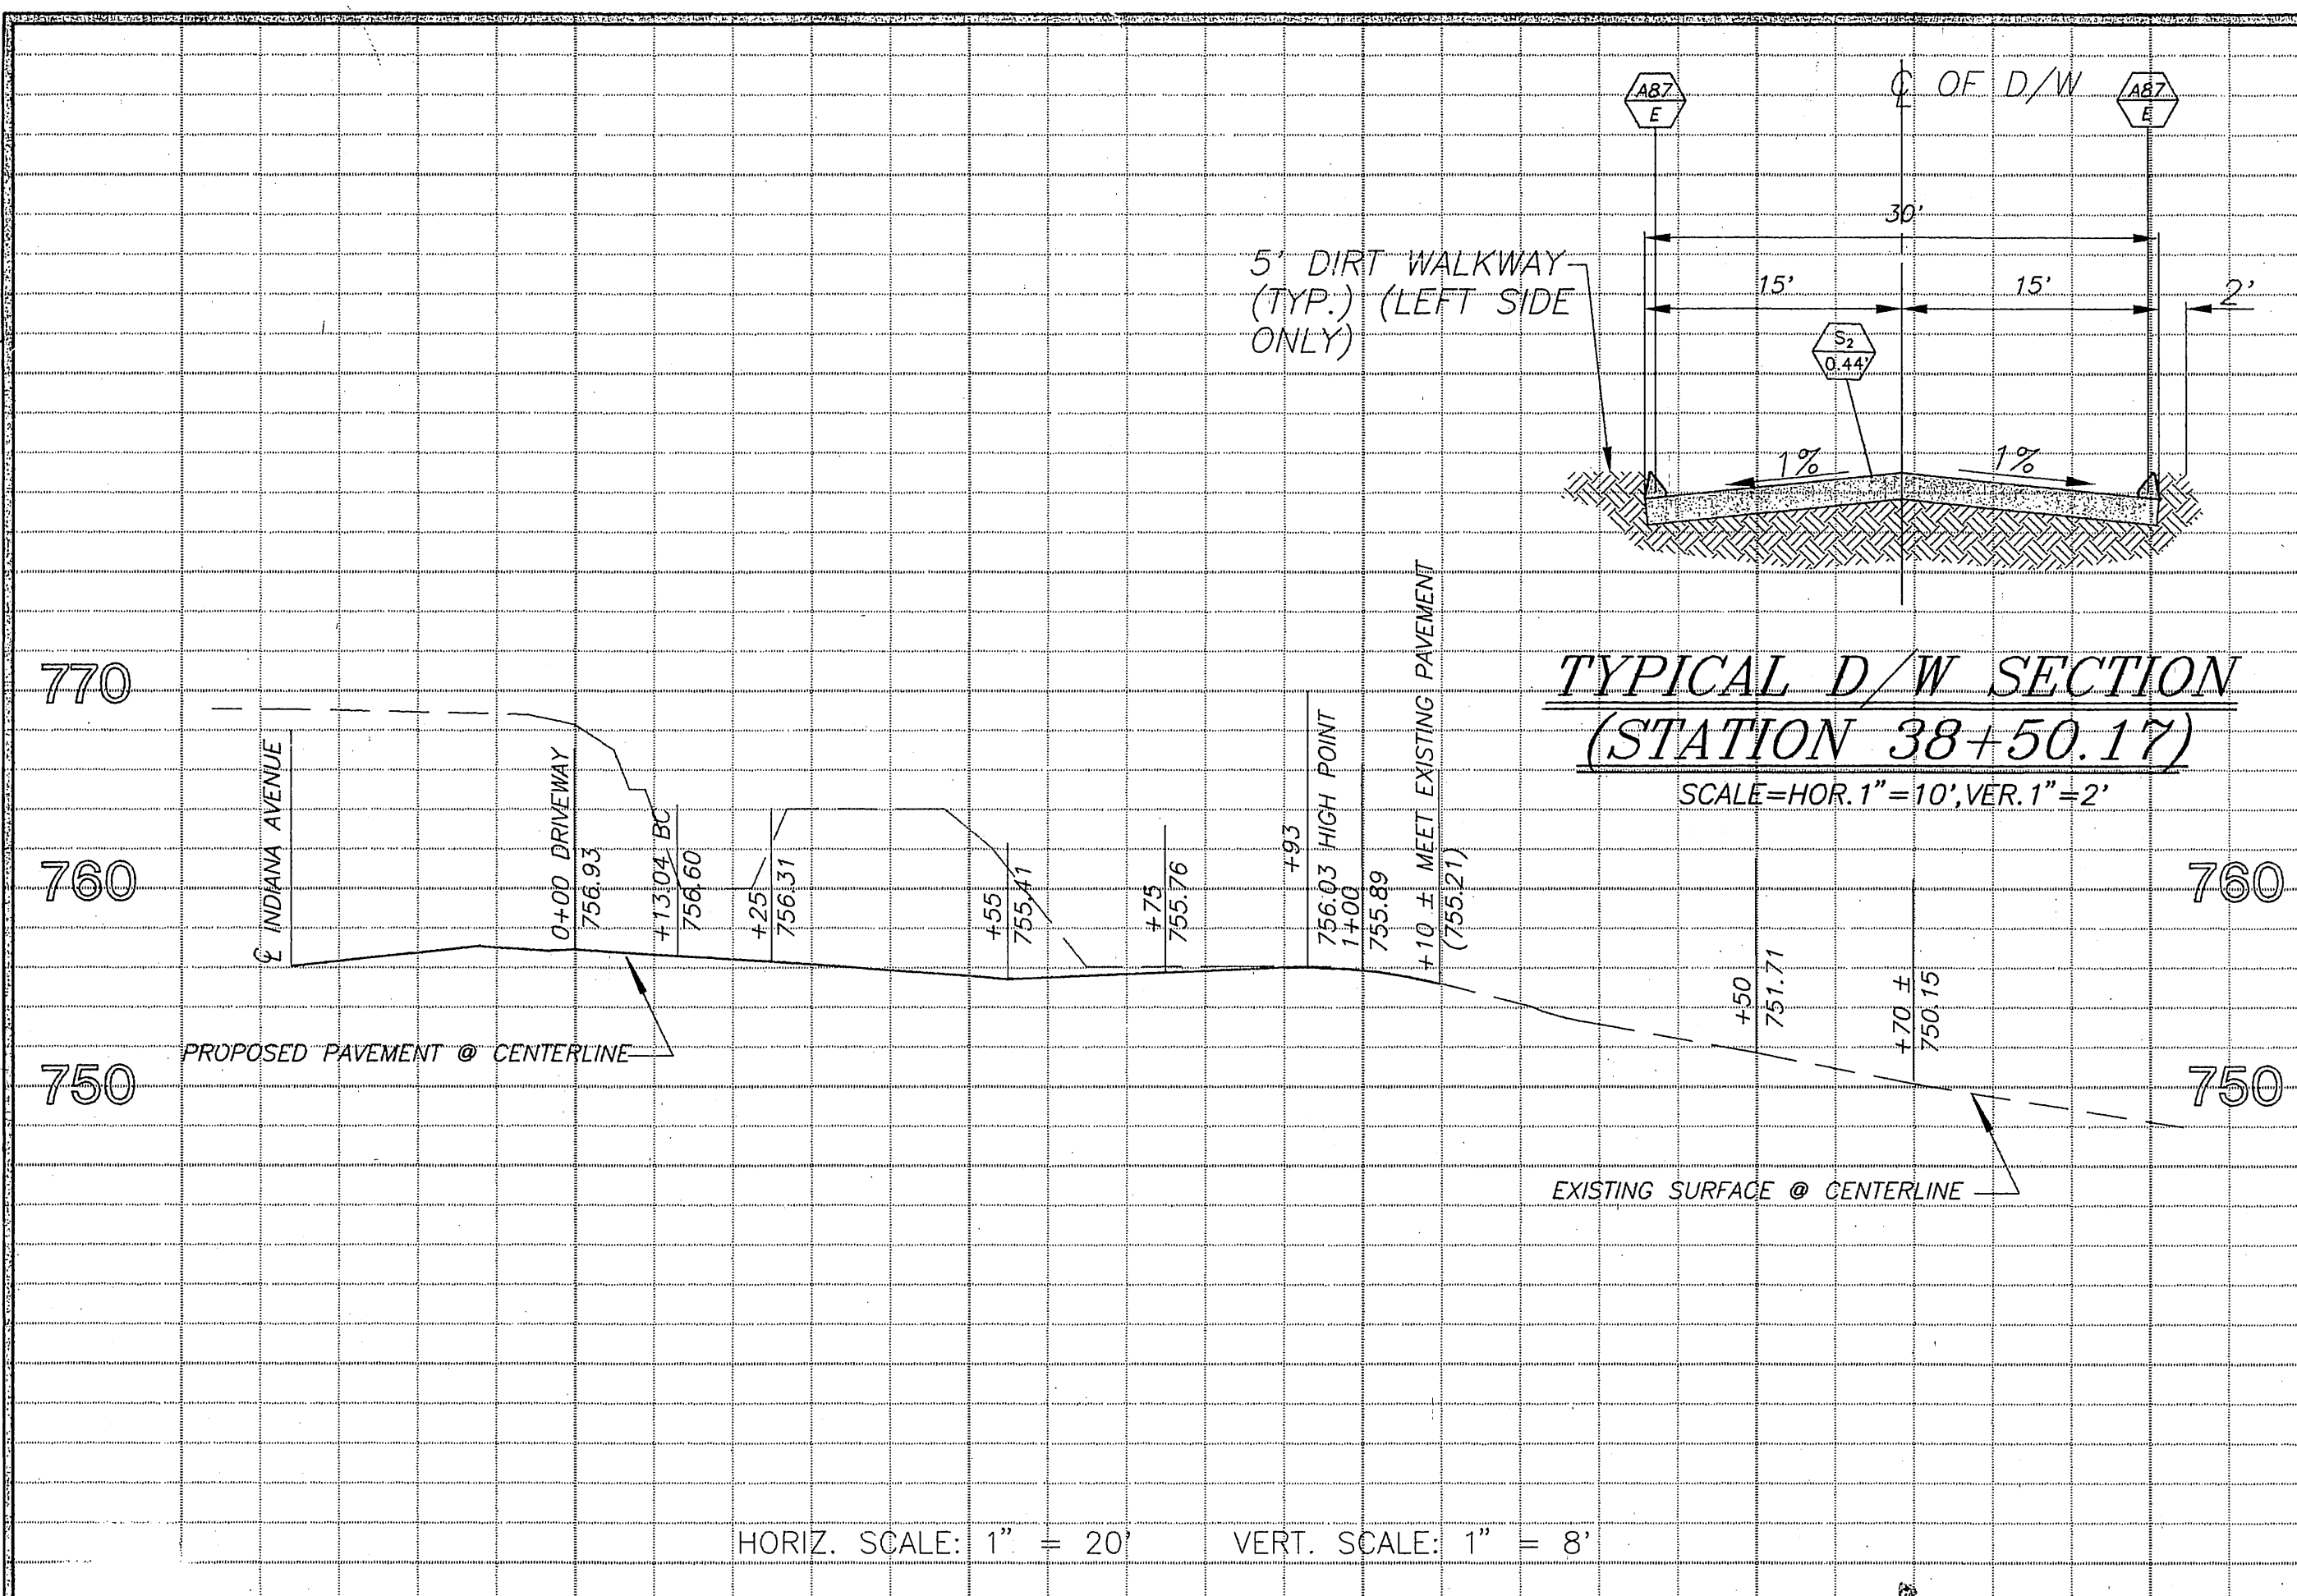 A87
E
℄ OF D/W
A87
E
30'
5' DIRT WALKWAY
(TYP.) (LEFT SIDE
ONLY)
15'
15'
2'
S2
0.44'
1%
1%
TYPICAL D/W SECTION
(STATION 38+50.17)
SCALE=HOR.1"=10',VER.1"=2'
770
760
750
760
750
℄ INDIANA AVENUE
0+00 DRIVEWAY
756.93
+13.04 BC
756.60
+25
756.31
+55
755.41
+75
755.76
+93
756.03 HIGH POINT
1+00
755.89
+10 ± MEET EXISTING PAVEMENT
(755.21)
+50
751.71
+70 ±
750.15
PROPOSED PAVEMENT @ CENTERLINE
EXISTING SURFACE @ CENTERLINE
HORIZ. SCALE: 1" = 20'
VERT. SCALE: 1" = 8'